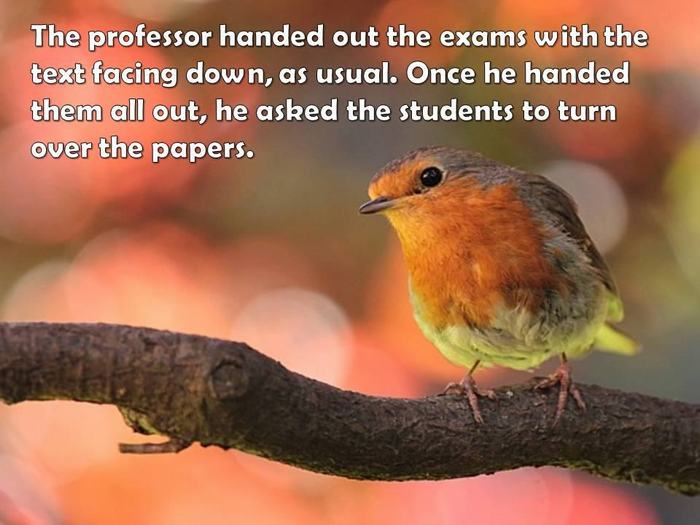 The professor handed out the exams with the
text facing down, as usual. Once he handed
them all out, he asked the students to turn
over the papers.